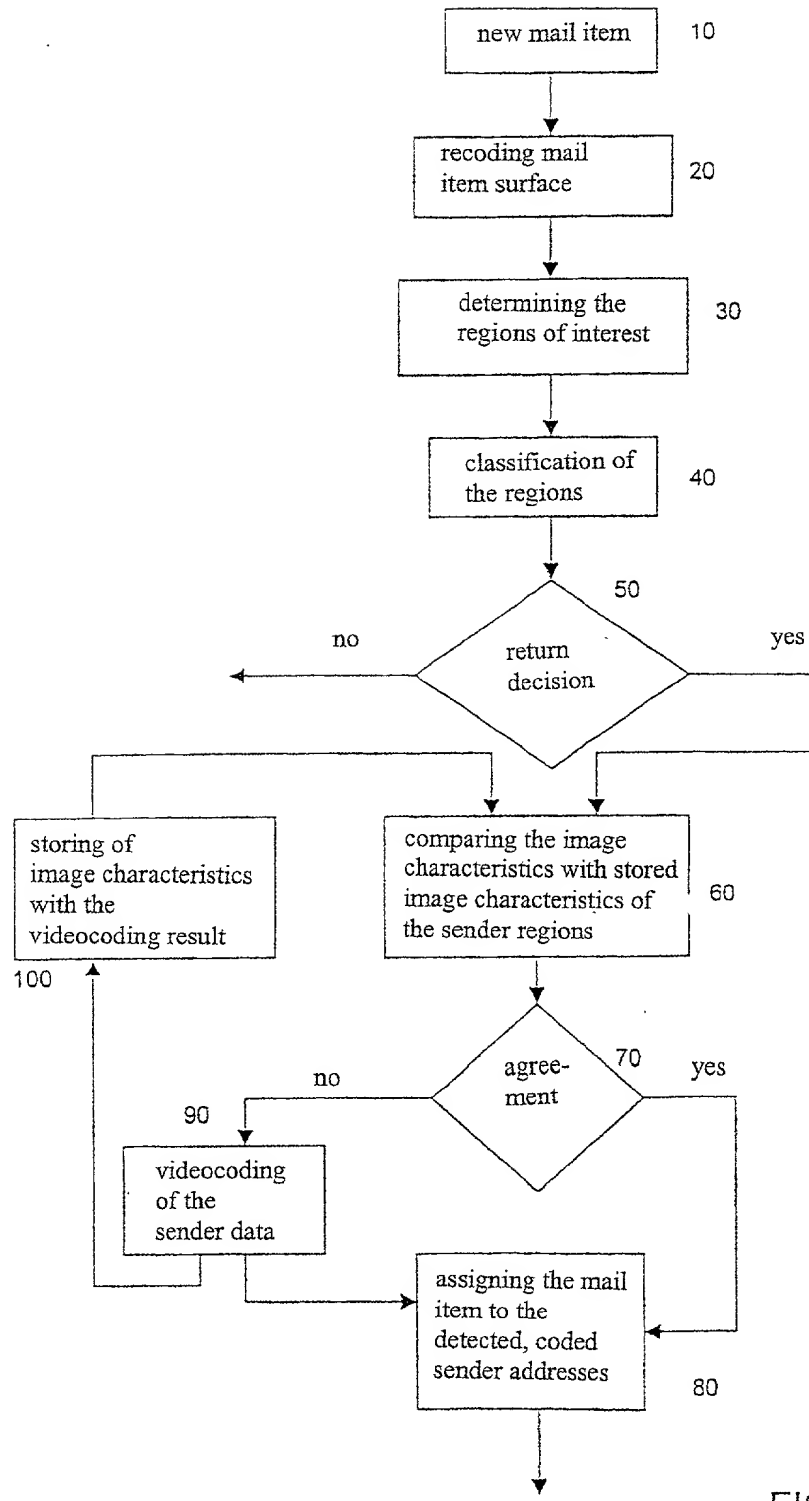 new mail item
10
recoding mail
item surface
20
determining the
regions of interest
30
classification of
the regions
40
50
no
return
decision
yes
storing of
image characteristics
with the
videocoding result
100
comparing the image
characteristics with stored
image characteristics of
the sender regions
60
agree-
ment
70
no
yes
90
videocoding
of the
sender data
assigning the mail
item to the
detected, coded
sender addresses
80